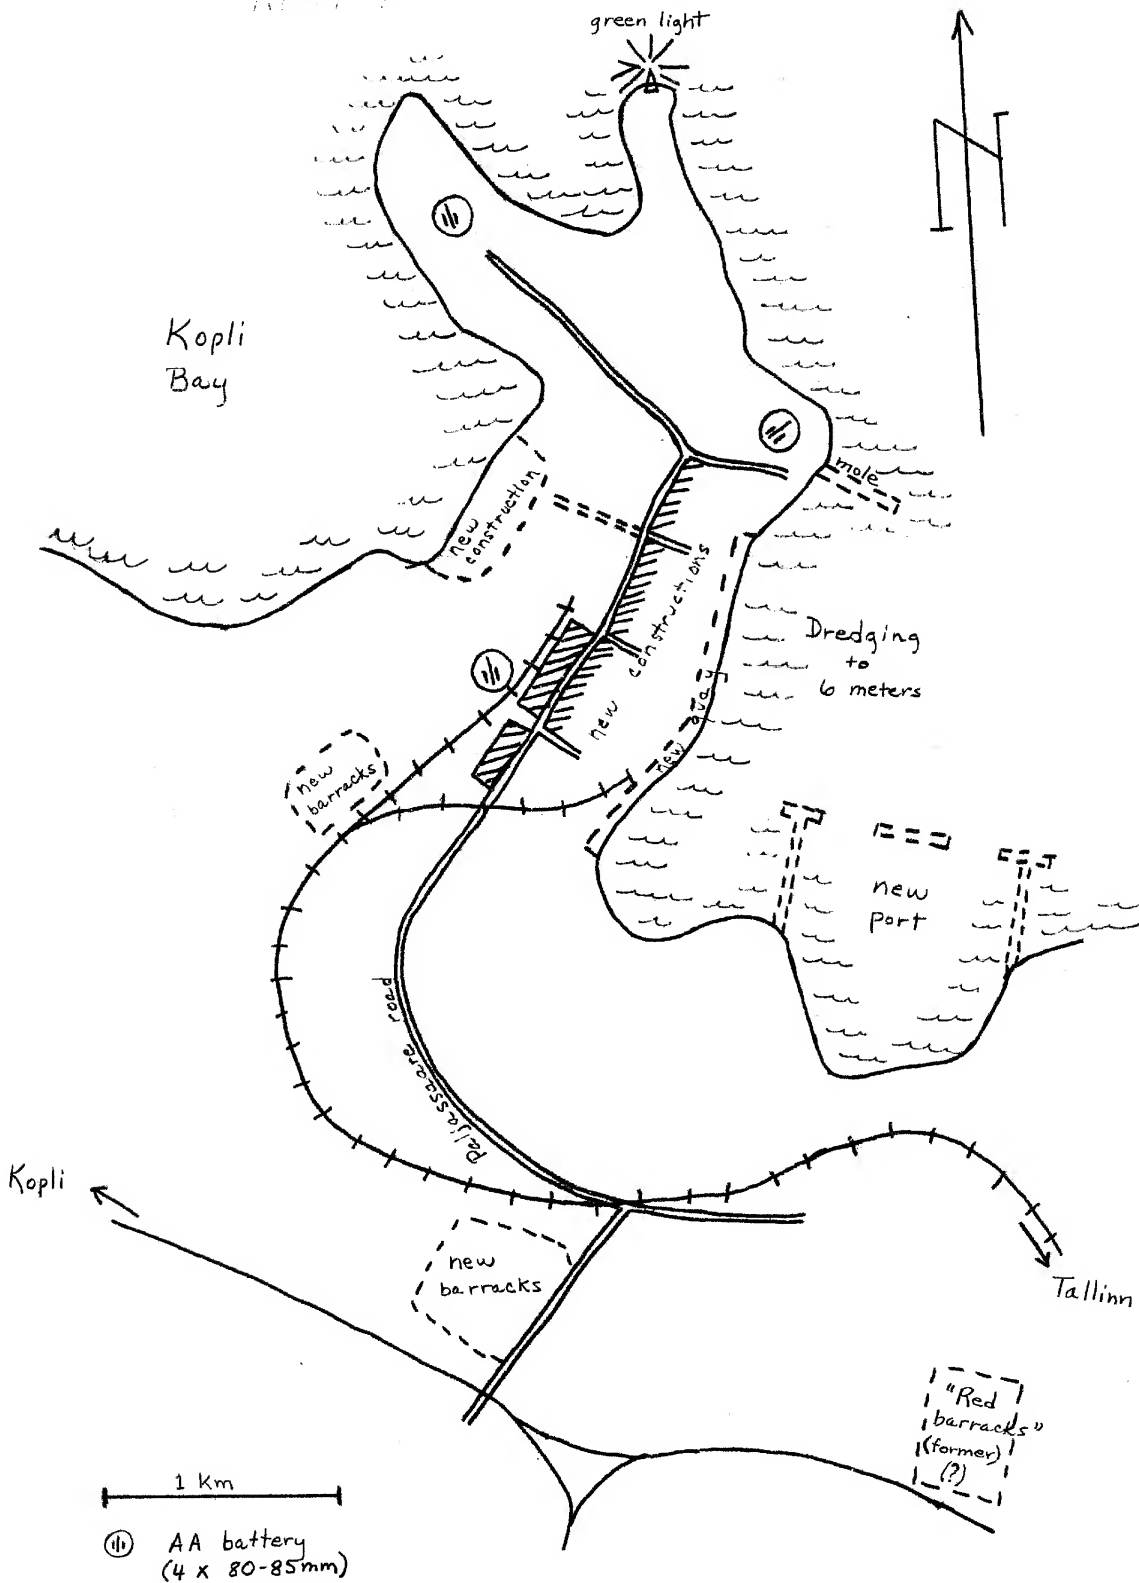 green light
N
Kopli
Bay
mole
new
construction
new constructions
Dredging
to
6 meters
new quay
new
barracks
new
port
Paljassaare road
Kopli
new
barracks
Tallinn
"Red
barracks"
(former)
(?)
1 Km
AA battery
(4 x 80-85mm)